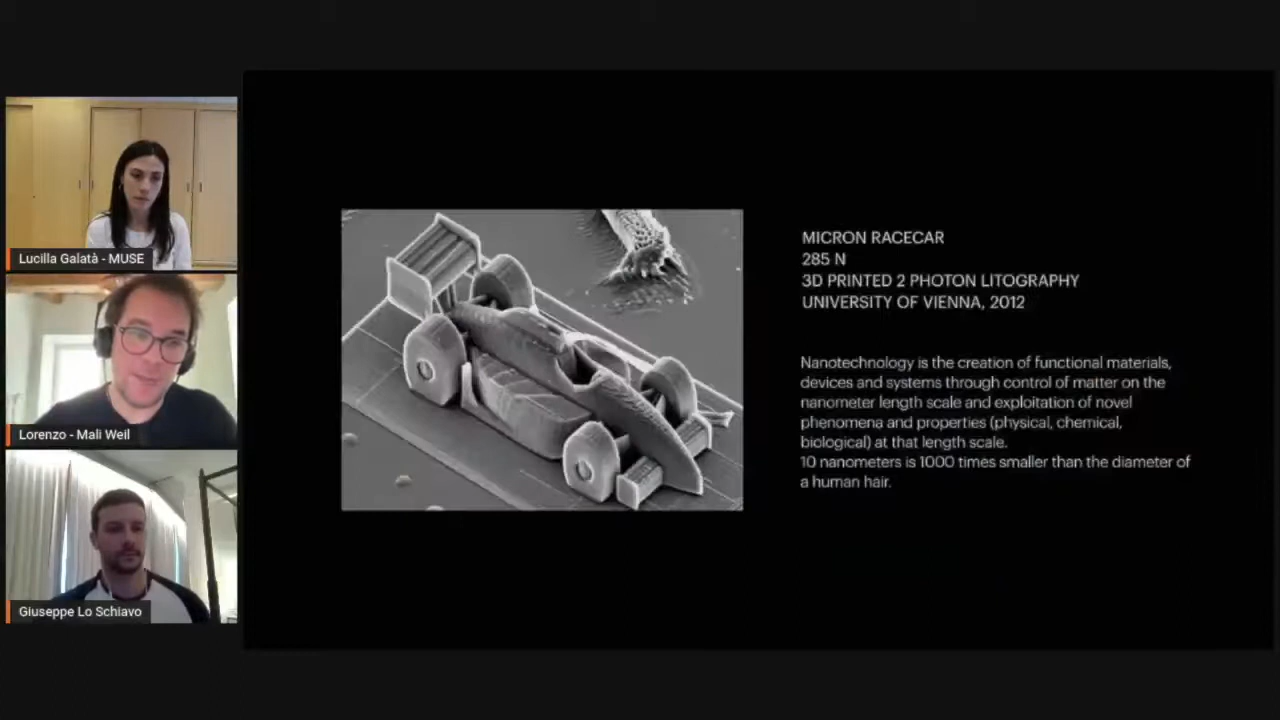 Lucilla Galatà - MUSE
Lorenzo - Mali Weil
Giuseppe Lo Schiavo
MICRON RACECAR
285 N
3D PRINTED 2 PHOTON LITOGRAPHY
UNIVERSITY OF VIENNA, 2012
Nanotechnology is the creation of functional materials,
devices and systems through control of matter on the
nanometer length scale and exploitation of novel
phenomena and properties (physical, chemical,
biological) at that length scale.
10 nanometers is 1000 times smaller than the diameter of
a human hair.